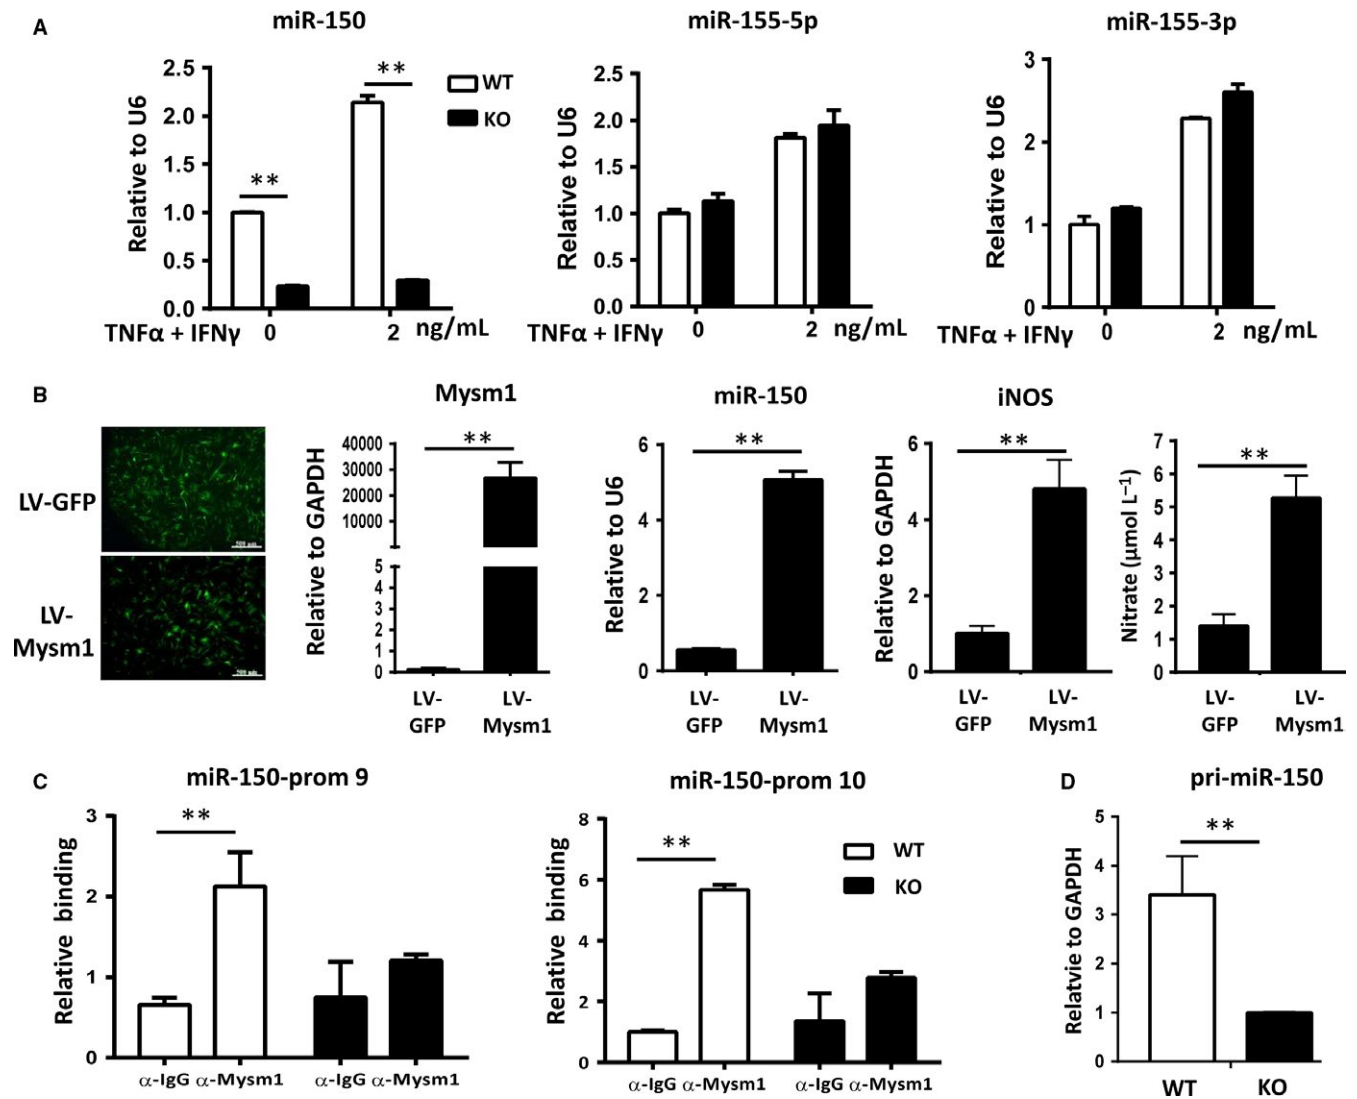 A
miR-150
miR-155-5p
miR-155-3p
Relative to U6
2.5
2.0
1.5
1.0
0.5
0.0
** **
WT
KO
TNFα + IFNγ 0 2 ng/mL
Relative to U6
2.5
2.0
1.5
1.0
0.5
0.0
TNFα + IFNγ 0 2 ng/mL
Relative to U6
3
2
1
0
TNFα + IFNγ 0 2 ng/mL
B
LV-GFP
LV-
Mysm1
Mysm1
Relative to GAPDH
40000
30000
20000
10000
5
4
3
2
1
0
**
LV- LV-
GFP Mysm1
miR-150
Relative to U6
6
4
2
0
**
LV- LV-
GFP Mysm1
iNOS
Relative to GAPDH
6
4
2
0
**
LV- LV-
GFP Mysm1
Nitrate (μmol L⁻¹)
7
6
5
4
3
2
1
0
**
LV- LV-
GFP Mysm1
C
miR-150-prom 9
Relative binding
3
2
1
0
**
α-IgG α-Mysm1 α-IgG α-Mysm1
miR-150-prom 10
Relative binding
8
6
4
2
0
**
WT
KO
α-IgG α-Mysm1 α-IgG α-Mysm1
D
pri-miR-150
Relatvie to GAPDH
5
4
3
2
1
0
**
WT KO